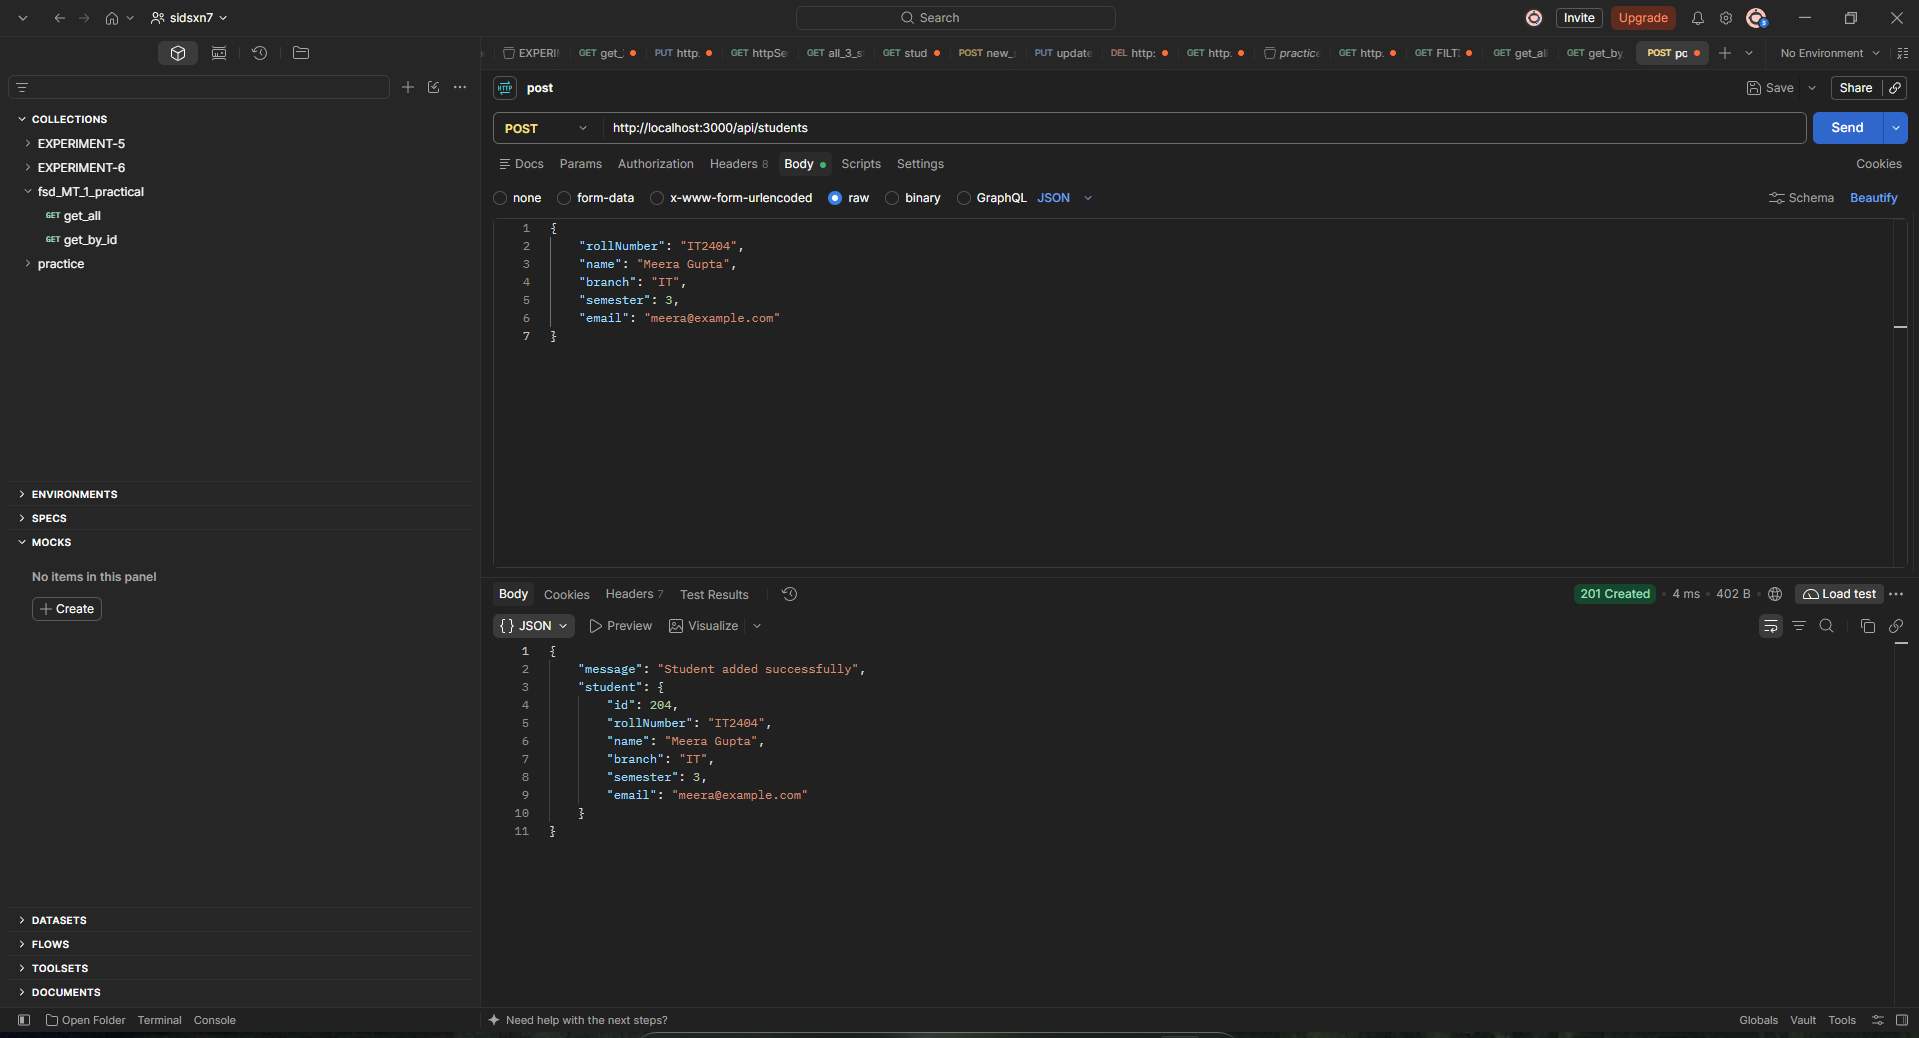 sidsxn7
Search
Invite
Upgrade
GET get_
PUT http.
GET httpSe
GET all_3_s
GET stud
POST new_
PUT update
DEL http:
GET http.
practice
GET http.
GET FILT
GET get_al
GET get_by
POST po
No Environment
COLLECTIONS
EXPERIMENT-5
EXPERIMENT-6
fsd_MT_1_practical
GET get_all
GET get_by_id
practice
ENVIRONMENTS
SPECS
MOCKS
No items in this panel
Create
DATASETS
FLOWS
TOOLSETS
DOCUMENTS
HTTP post
Save
Share
POST http://localhost:3000/api/students
Send
Docs Params Authorization Headers 8 Body Scripts Settings
Cookies
none form-data x-www-form-urlencoded raw binary GraphQL JSON
Schema Beautify
1 {
2 "rollNumber": "IT2404",
3 "name": "Meera Gupta",
4 "branch": "IT",
5 "semester": 3,
6 "email": "meera@example.com"
7 }
Body Cookies Headers 7 Test Results
201 Created • 4 ms • 402 B •
Load test
{} JSON Preview Visualize
1 {
2 "message": "Student added successfully",
3 "student": {
4 "id": 204,
5 "rollNumber": "IT2404",
6 "name": "Meera Gupta",
7 "branch": "IT",
8 "semester": 3,
9 "email": "meera@example.com"
10 }
11 }
Open Folder Terminal Console
Need help with the next steps?
Globals Vault Tools